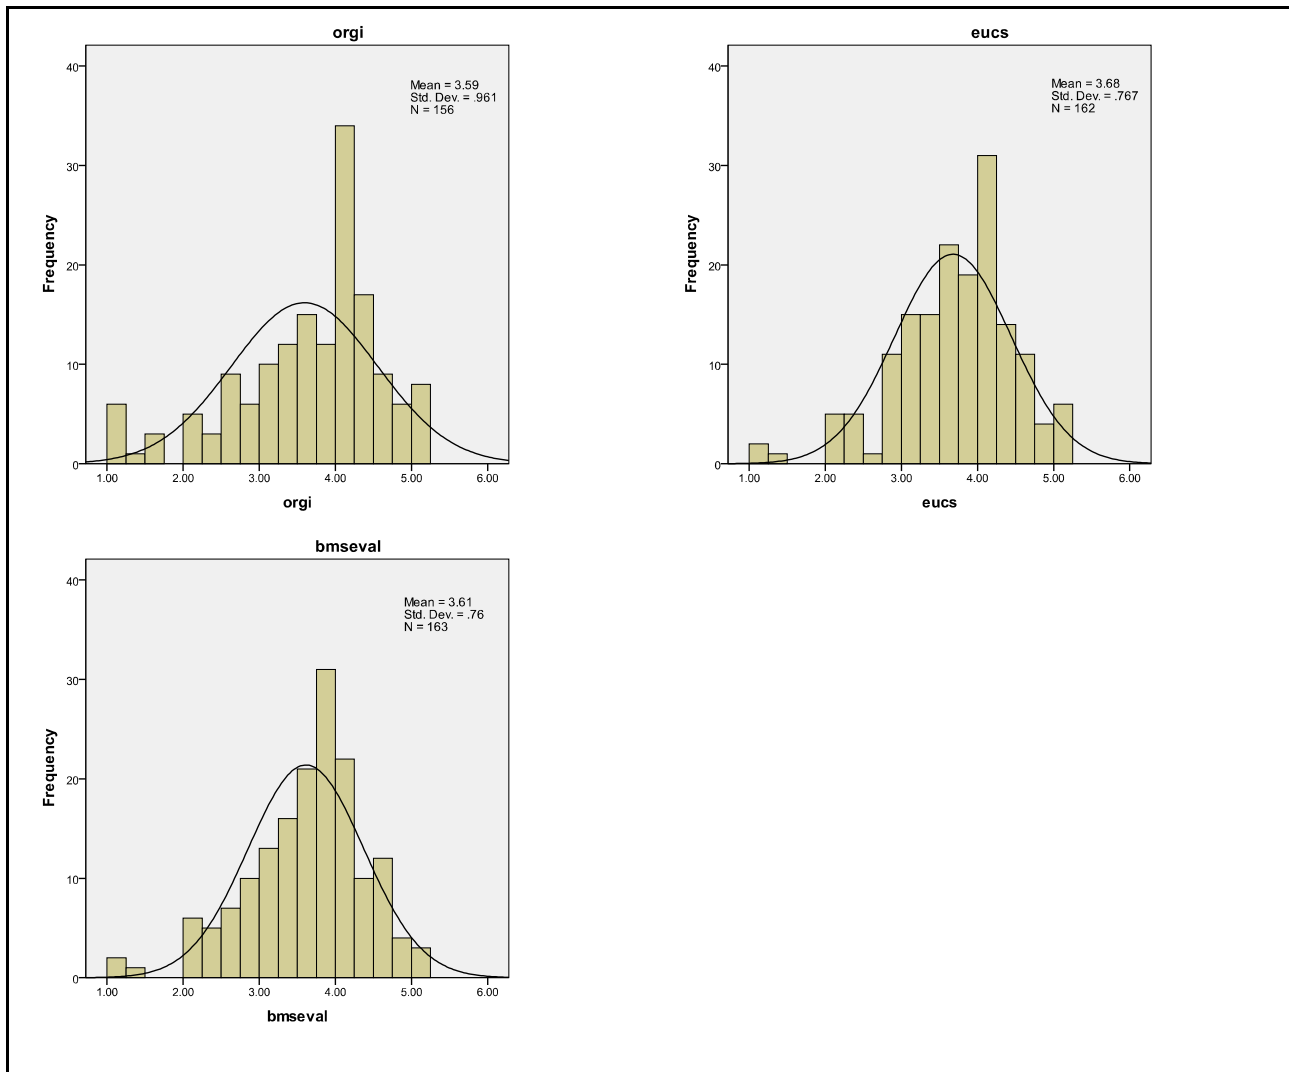 orgi
Mean = 3.59
Std. Dev. = .961
N = 156
Frequency
40
30
20
10
0
1.00 2.00 3.00 4.00 5.00 6.00
orgi
eucs
Mean = 3.68
Std. Dev. = .767
N = 162
Frequency
40
30
20
10
0
1.00 2.00 3.00 4.00 5.00 6.00
eucs
bmseval
Mean = 3.61
Std. Dev. = .76
N = 163
Frequency
40
30
20
10
0
1.00 2.00 3.00 4.00 5.00 6.00
bmseval